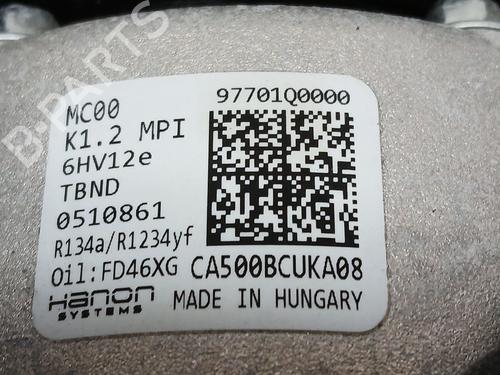 B-PARTS
MC00
97701Q0000
K1.2 MPI
6HV12e
TBND
0510861
R134a/R1234yf
Oil:FD46XG CA500BCUKA08
Hanon
SYSTEMS
MADE IN HUNGARY